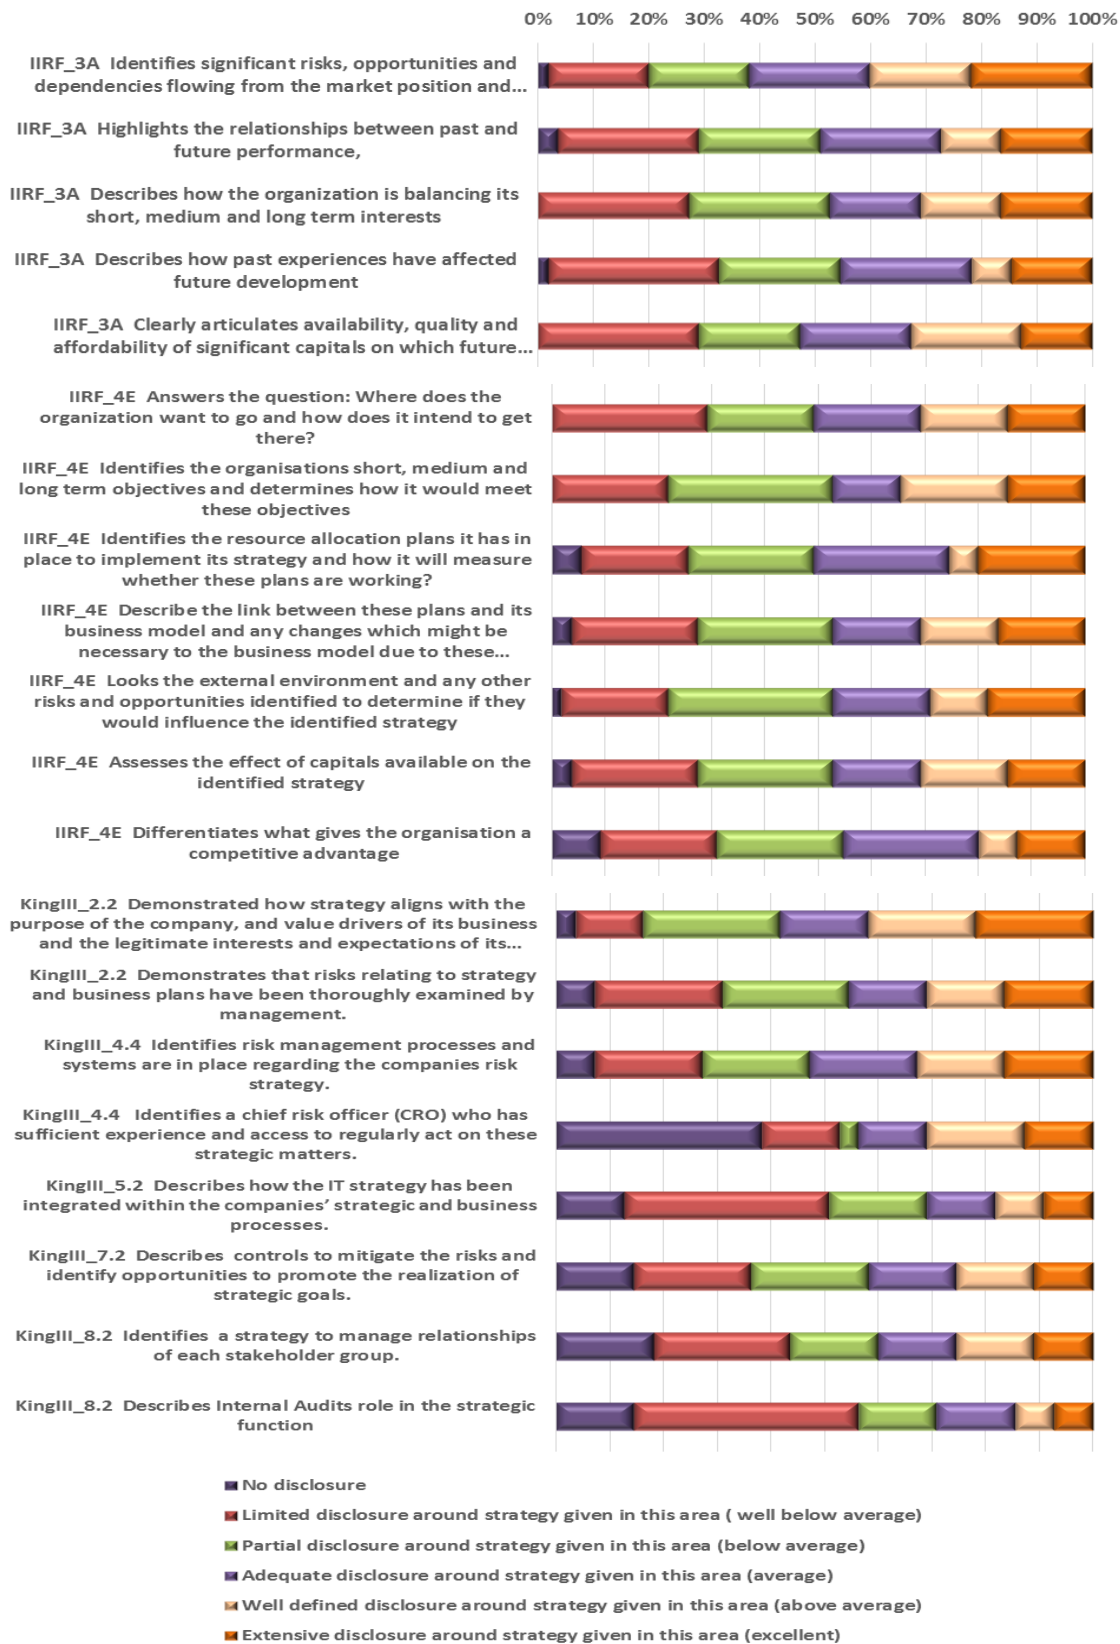 0% 10% 20% 30% 40% 50% 60% 70% 80% 90% 100%
IIRF_3A Identifies significant risks, opportunities and
dependencies flowing from the market position and...
IIRF_3A Highlights the relationships between past and
future performance,
IIRF_3A Describes how the organization is balancing its
short, medium and long term interests
IIRF_3A Describes how past experiences have affected
future development
IIRF_3A Clearly articulates availability, quality and
affordability of significant capitals on which future...
IIRF_4E Answers the question: Where does the
organization want to go and how does it intend to get
there?
IIRF_4E Identifies the organisations short, medium and
long term objectives and determines how it would meet
these objectives
IIRF_4E Identifies the resource allocation plans it has in
place to implement its strategy and how it will measure
whether these plans are working?
IIRF_4E Describe the link between these plans and its
business model and any changes which might be
necessary to the business model due to these...
IIRF_4E Looks the external environment and any other
risks and opportunities identified to determine if they
would influence the identified strategy
IIRF_4E Assesses the effect of capitals available on the
identified strategy
IIRF_4E Differentiates what gives the organisation a
competitive advantage
KingIII_2.2 Demonstrated how strategy aligns with the
purpose of the company, and value drivers of its business
and the legitimate interests and expectations of its...
KingIII_2.2 Demonstrates that risks relating to strategy
and business plans have been thoroughly examined by
management.
KingIII_4.4 Identifies risk management processes and
systems are in place regarding the companies risk
strategy.
KingIII_4.4 Identifies a chief risk officer (CRO) who has
sufficient experience and access to regularly act on these
strategic matters.
KingIII_5.2 Describes how the IT strategy has been
integrated within the companies’ strategic and business
processes.
KingIII_7.2 Describes controls to mitigate the risks and
identify opportunities to promote the realization of
strategic goals.
KingIII_8.2 Identifies a strategy to manage relationships
of each stakeholder group.
KingIII_8.2 Describes Internal Audits role in the strategic
function
No disclosure
Limited disclosure around strategy given in this area ( well below average)
Partial disclosure around strategy given in this area (below average)
Adequate disclosure around strategy given in this area (average)
Well defined disclosure around strategy given in this area (above average)
Extensive disclosure around strategy given in this area (excellent)